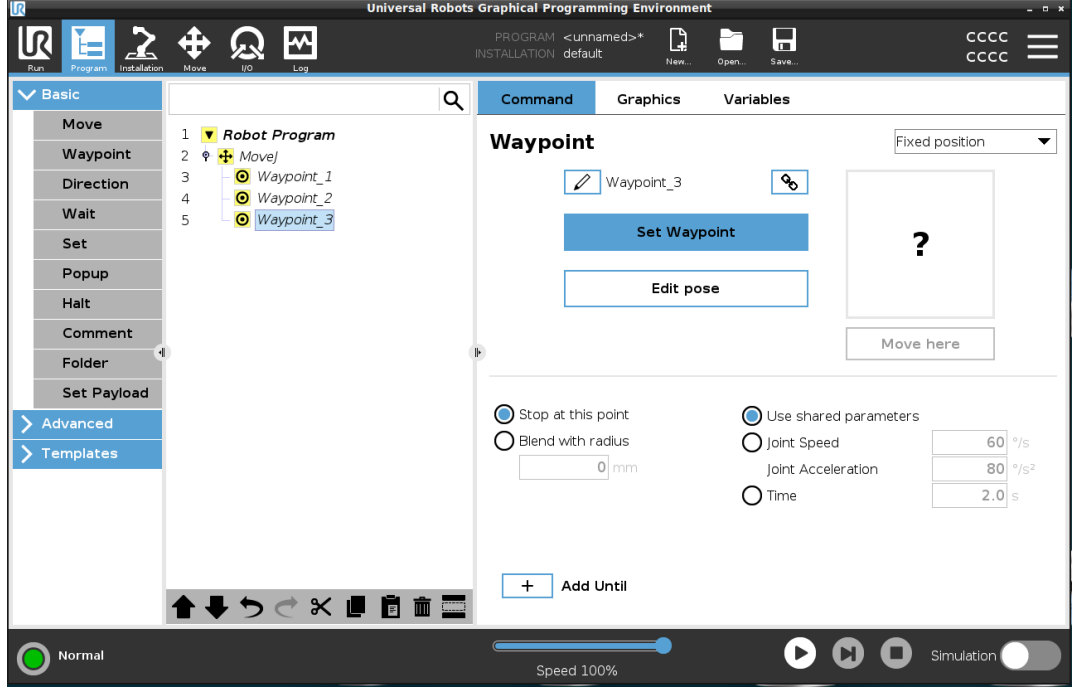 Universal Robots Graphical Programming Environment
UR
Run
Program
Installation
Move
I/O
Log
PROGRAM <unnamed>*
INSTALLATION default
New...
Open...
Save...
CCCC
CCCC
Basic
Move
Waypoint
Direction
Wait
Set
Popup
Halt
Comment
Folder
Set Payload
Advanced
Templates
1 Robot Program
2 MoveJ
3 Waypoint_1
4 Waypoint_2
5 Waypoint_3
Command Graphics Variables
Waypoint
Fixed position
Waypoint_3
Set Waypoint
?
Edit pose
Move here
Stop at this point
Blend with radius
0 mm
Use shared parameters
Joint Speed 60 °/s
Joint Acceleration 80 °/s²
Time 2.0 s
+ Add Until
Normal
Speed 100%
Simulation